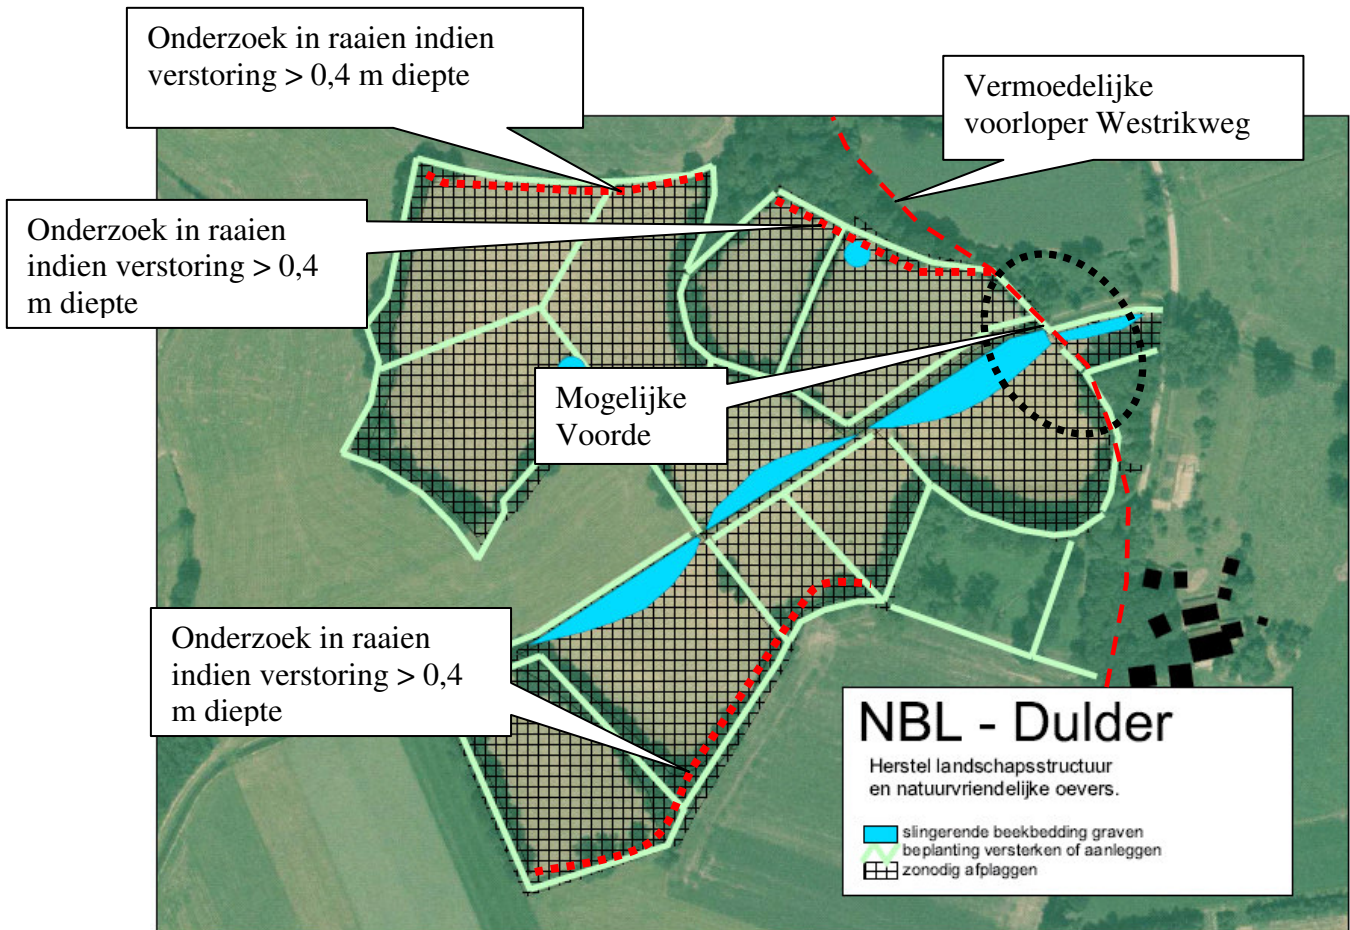 Onderzoek in raaien indien
verstoring > 0,4 m diepte
Vermoedelijke
voorloper Westrikweg
Onderzoek in raaien
indien verstoring > 0,4
m diepte
Mogelijke
Voorde
Onderzoek in raaien
indien verstoring > 0,4
m diepte
NBL - Dulder
Herstel landschapsstructuur
en natuurvriendelijke oevers.
slingerende beekbedding graven
beplanting versterken of aanleggen
zonodig afplaggen